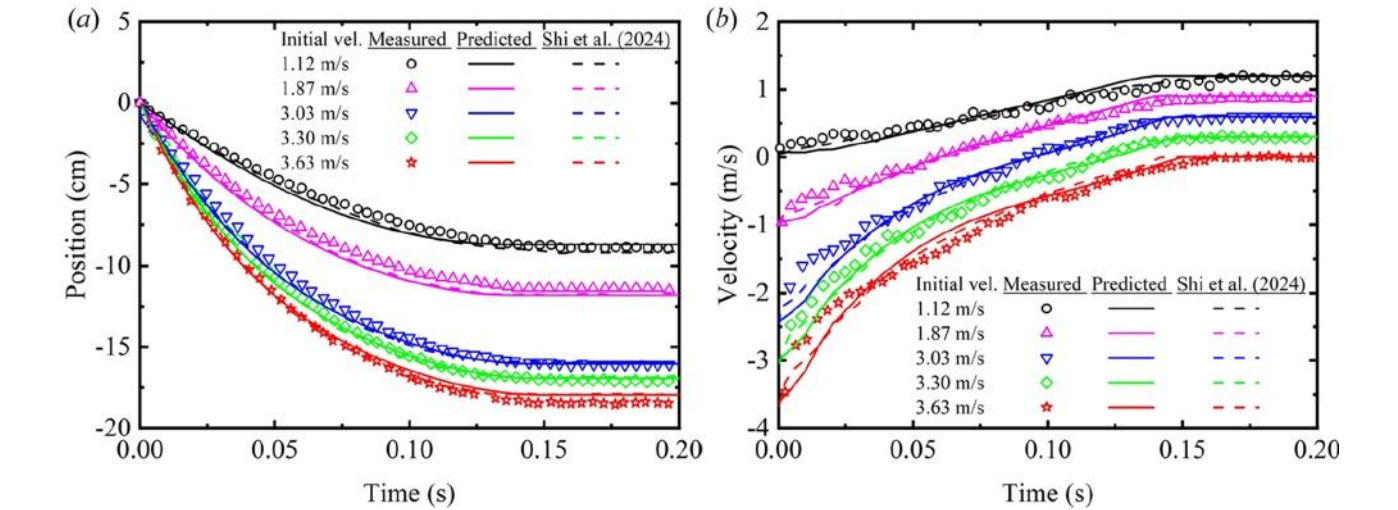 (a)
5
0
-5
-10
-15
-20
Position (cm)
Initial vel. Measured Predicted Shi et al. (2024)
1.12 m/s
1.87 m/s
3.03 m/s
3.30 m/s
3.63 m/s
0.00 0.05 0.10 0.15 0.20
Time (s)
(b)
2
1
0
-1
-2
-3
-4
Velocity (m/s)
Initial vel. Measured Predicted Shi et al. (2024)
1.12 m/s
1.87 m/s
3.03 m/s
3.30 m/s
3.63 m/s
0.00 0.05 0.10 0.15 0.20
Time (s)